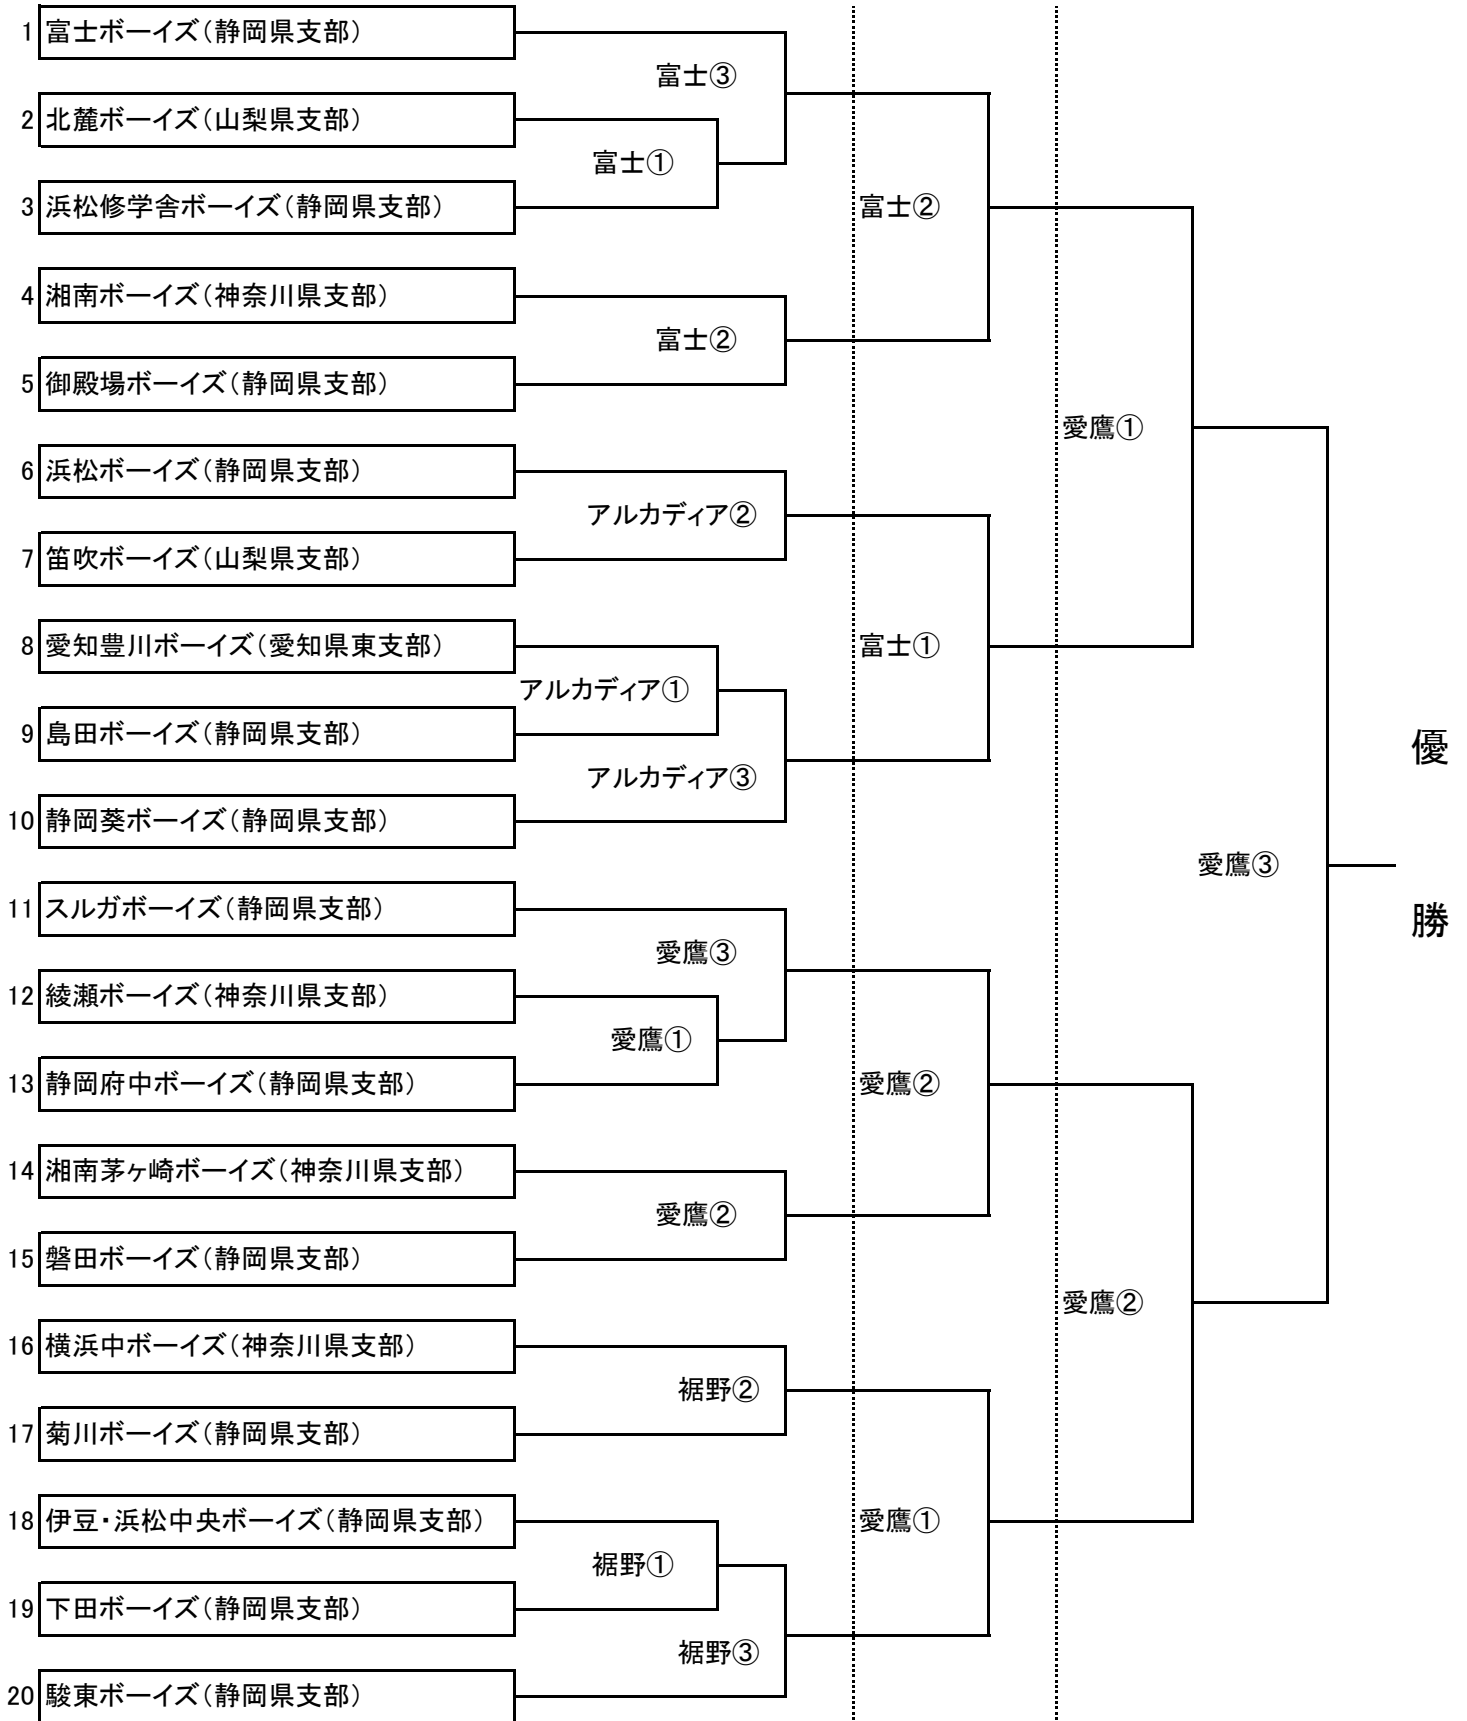 1 富士ボーイズ（静岡県支部）
富士③
2 北麓ボーイズ（山梨県支部）
富士①
3 浜松修学舎ボーイズ（静岡県支部）
富士②
4 湘南ボーイズ（神奈川県支部）
富士②
5 御殿場ボーイズ（静岡県支部）
愛鷹①
6 浜松ボーイズ（静岡県支部）
アルカディア②
7 笛吹ボーイズ（山梨県支部）
8 愛知豊川ボーイズ（愛知県東支部）
富士①
アルカディア①
9 島田ボーイズ（静岡県支部）
アルカディア③
10 静岡葵ボーイズ（静岡県支部）
優
勝
愛鷹③
11 スルガボーイズ（静岡県支部）
愛鷹③
12 綾瀬ボーイズ（神奈川県支部）
愛鷹①
13 静岡府中ボーイズ（静岡県支部）
愛鷹②
14 湘南茅ヶ崎ボーイズ（神奈川県支部）
愛鷹②
15 磐田ボーイズ（静岡県支部）
愛鷹②
16 横浜中ボーイズ（神奈川県支部）
裾野②
17 菊川ボーイズ（静岡県支部）
18 伊豆・浜松中央ボーイズ（静岡県支部）
愛鷹①
裾野①
19 下田ボーイズ（静岡県支部）
裾野③
20 駿東ボーイズ（静岡県支部）